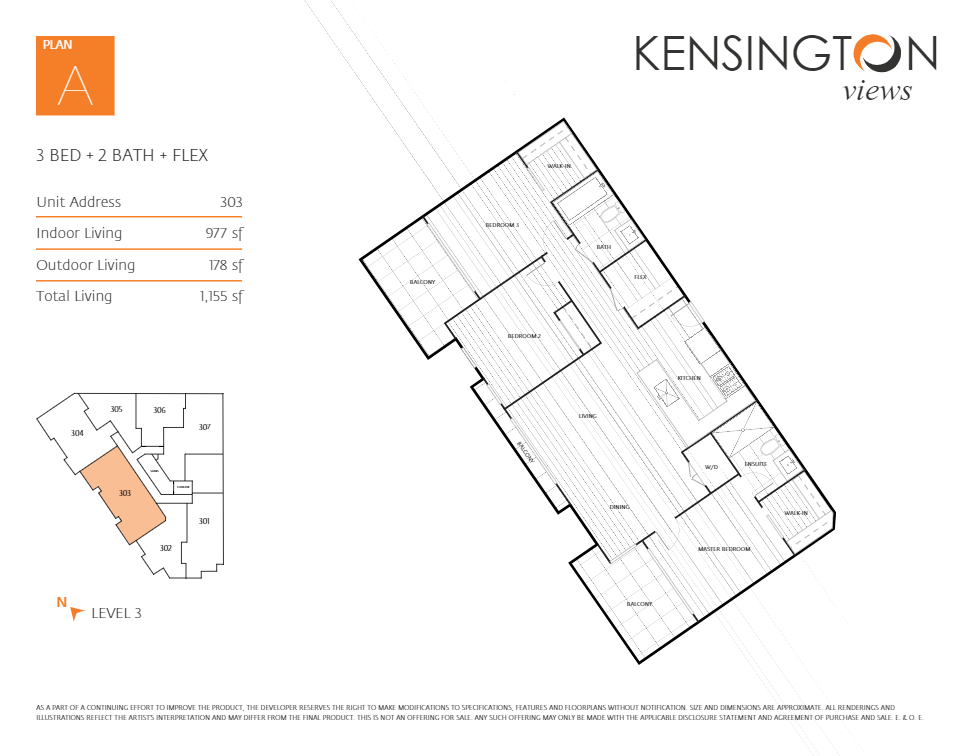 PLAN
A
KENSINGTON
views
3 BED + 2 BATH + FLEX
Unit Address 303
Indoor Living 977 sf
Outdoor Living 178 sf
Total Living 1,155 sf
WALK-IN
BEDROOM 3
BATH
BALCONY
FLEX
BEDROOM 2
KITCHEN
LIVING
BALCONY
W/D
ENSUITE
DINING
WALK-IN
MASTER BEDROOM
BALCONY
305
306
304
307
303
301
302
N
LEVEL 3
AS A PART OF A CONTINUING EFFORT TO IMPROVE THE PRODUCT, THE DEVELOPER RESERVES THE RIGHT TO MAKE MODIFICATIONS TO SPECIFICATIONS, FEATURES AND FLOORPLANS WITHOUT NOTIFICATION. SIZE AND DIMENSIONS ARE APPROXIMATE. ALL RENDERINGS AND
ILLUSTRATIONS REFLECT THE ARTIST'S INTERPRETATION AND MAY DIFFER FROM THE FINAL PRODUCT. THIS IS NOT AN OFFERING FOR SALE. ANY SUCH OFFERING MAY ONLY BE MADE WITH THE APPLICABLE DISCLOSURE STATEMENT AND AGREEMENT OF PURCHASE AND SALE. E. & O. E.